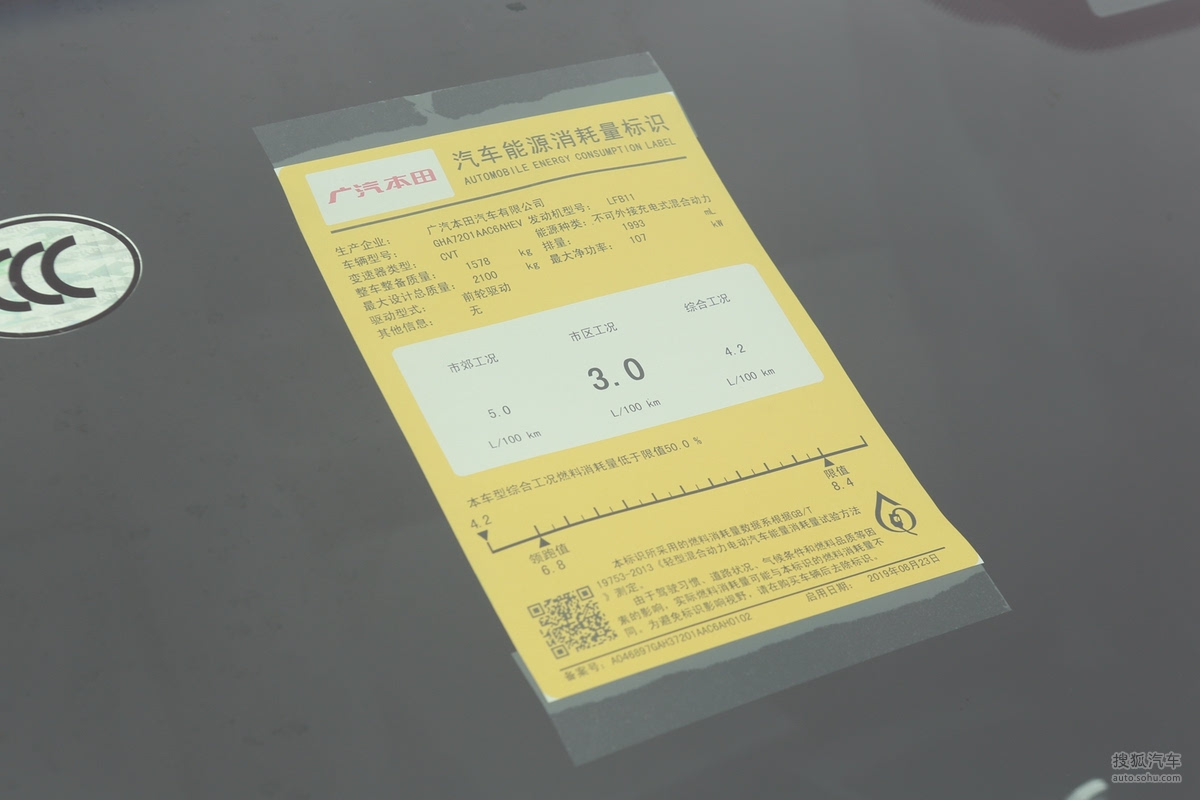 广汽本田
汽车能源消耗量标识
AUTOMOBILE ENERGY CONSUMPTION LABEL
生产企业: 广汽本田汽车有限公司
车辆型号: GHA7201AAC6AHEV 发动机型号: LFB11
变速器类型: CVT 能源种类: 不可外接充电式混合动力
整车整备质量: 1578 kg 排量: 1993 mL
最大设计总质量: 2100 kg 最大净功率: 107 kW
驱动型式: 前轮驱动
其他信息: 无
市郊工况 市区工况 综合工况
5.0 3.0 4.2
L/100 km L/100 km L/100 km
本车型综合工况燃料消耗量低于限值50.0 %
4.2
领跑值
6.8
限值
8.4
本标识所采用的燃料消耗量数据系根据GB/T
19753-2013《轻型混合动力电动汽车能量消耗量试验方法
》测定。
由于驾驶习惯、道路状况、气候条件和燃料品质等因
素的影响，实际燃料消耗量可能与本标识的燃料消耗量不
同。为避免标识影响视野，请在购买车辆后去除标识。
备案号: A046897GAH37201AAC6AH0102 启用日期: 2019年08月23日
CCC
搜狐汽车
auto.sohu.com